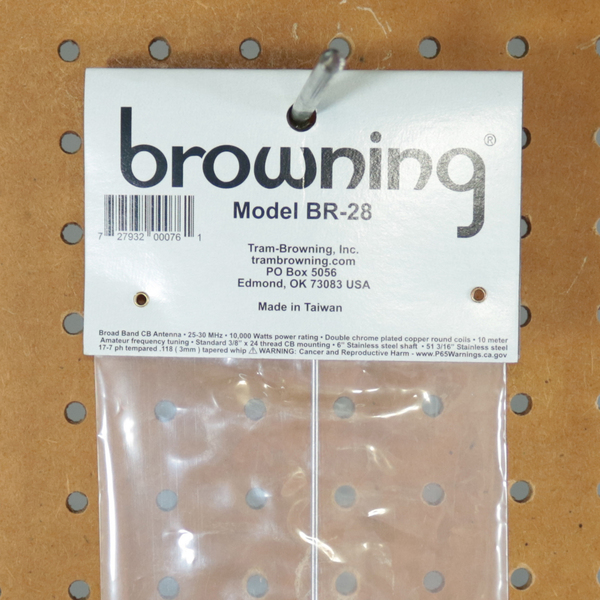 browning®
Model BR-28
7 27932 00076 1
Tram-Browning, Inc.
trambrowning.com
PO Box 5056
Edmond, OK 73083 USA
Made in Taiwan
Broad Band CB Antenna • 25-30 MHz • 10,000 Watts power rating • Double chrome plated copper round coils • 10 meter
Amateur frequency tuning • Standard 3/8" x 24 thread CB mounting • 6" Stainless steel shaft • 51 3/16" Stainless steel
17-7 ph tempered .118 ( 3mm ) tapered whip ⚠ WARNING: Cancer and Reproductive Harm - www.P65Warnings.ca.gov